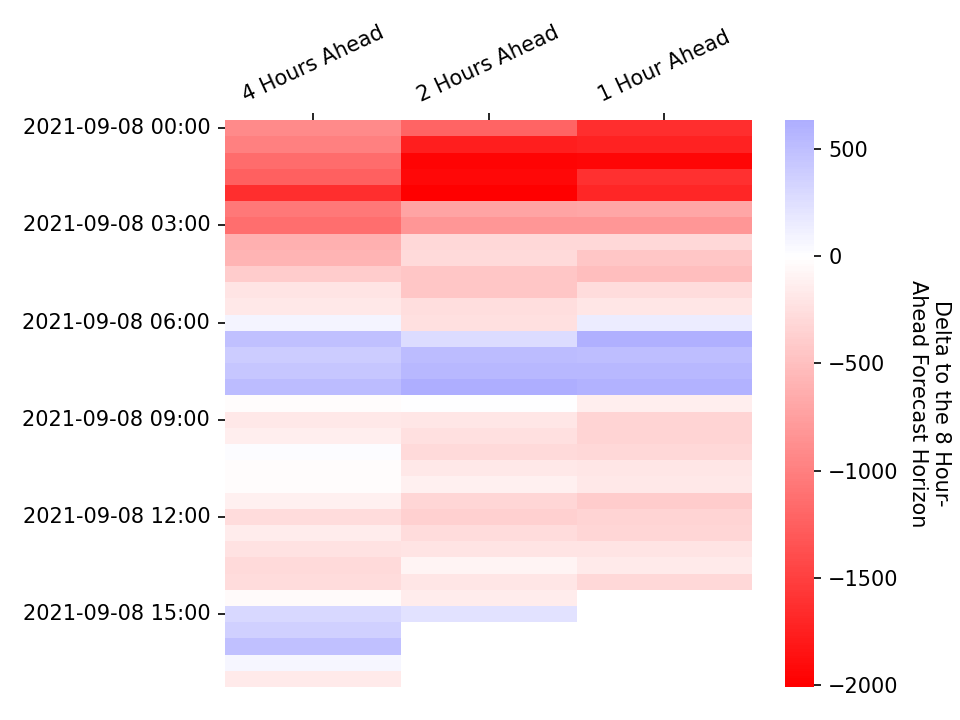 4 Hours Ahead
2 Hours Ahead
1 Hour Ahead
2021-09-08 00:00
2021-09-08 03:00
2021-09-08 06:00
2021-09-08 09:00
2021-09-08 12:00
2021-09-08 15:00
500
0
−500
−1000
−1500
−2000
Delta to the 8 Hour-
Ahead Forecast Horizon